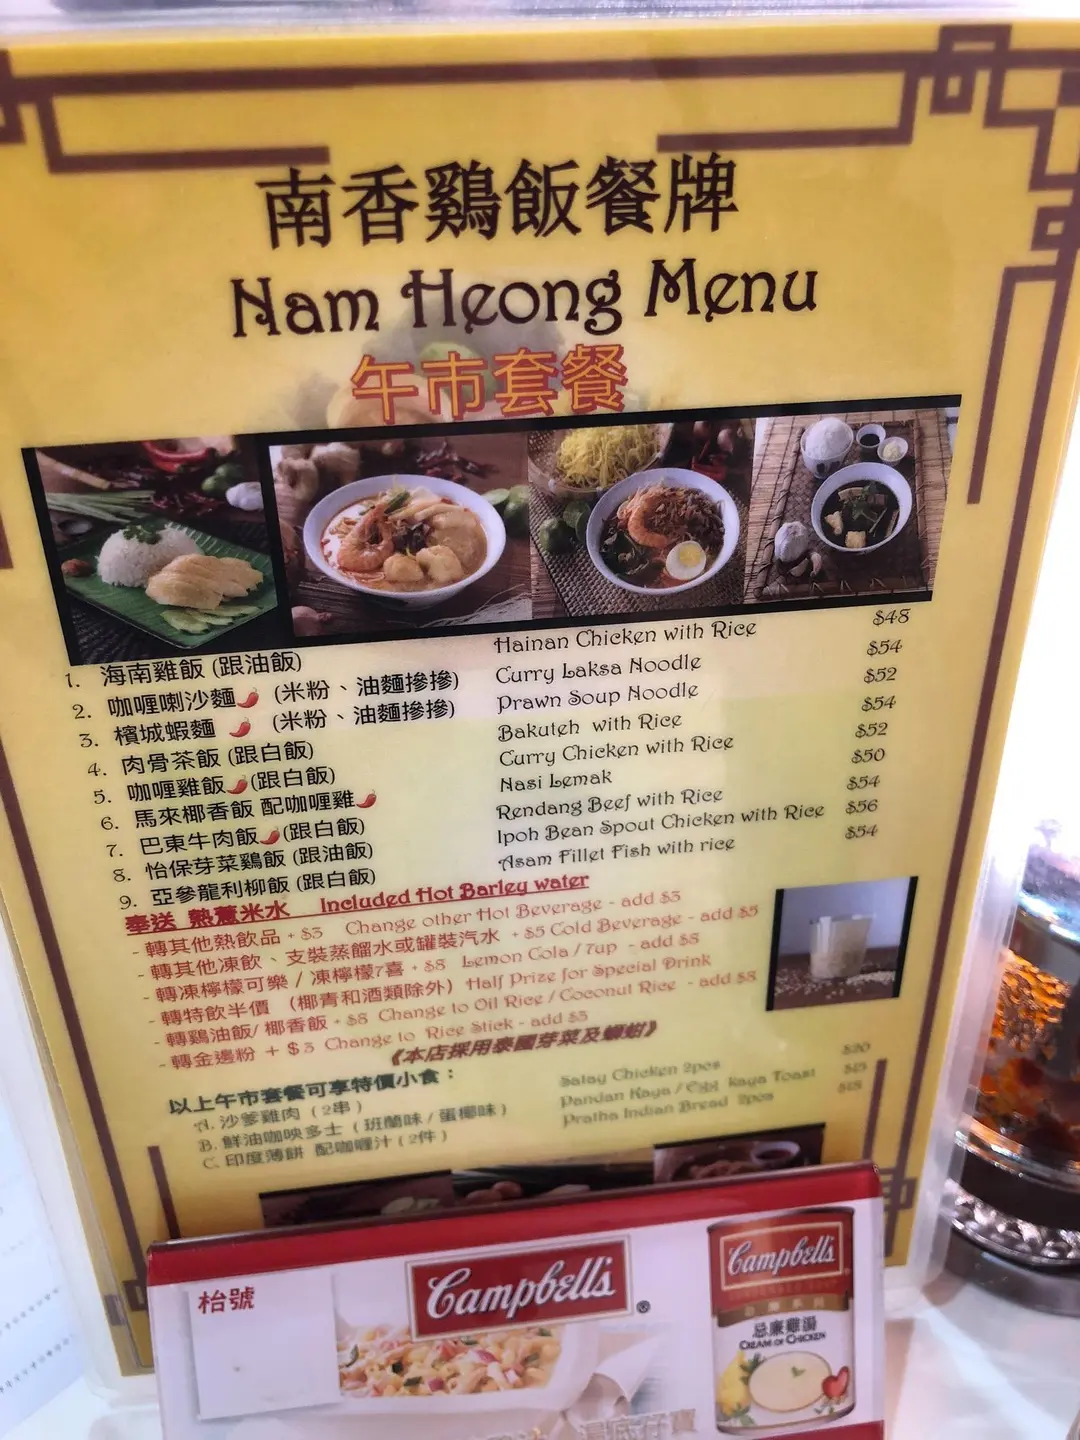 南香鷄飯餐牌
Nam Heong Menu
午市套餐
1. 海南雞飯 (跟油飯) Hainan Chicken with Rice $48
2. 咖喱喇沙麵🌶 (米粉、油麵摻摻) Curry Laksa Noodle $54
3. 檳城蝦麵 🌶 (米粉、油麵摻摻) Prawn Soup Noodle $52
4. 肉骨茶飯 (跟白飯) Bakuteh with Rice $54
5. 咖喱雞飯🌶(跟白飯) Curry Chicken with Rice $52
6. 馬來椰香飯 配咖喱雞🌶 Nasi Lemak $50
7. 巴東牛肉飯🌶(跟白飯) Rendang Beef with Rice $54
8. 怡保芽菜鷄飯 (跟油飯) Ipoh Bean Spout Chicken with Rice $56
9. 亞參龍利柳飯 (跟白飯) Asam Fillet Fish with rice $54
奉送 熱薏米水 Included Hot Barley water
- 轉其他熱飲品 + $3 Change other Hot Beverage - add $3
- 轉其他凍飲、支裝蒸餾水或罐裝汽水 + $5 Cold Beverage - add $5
- 轉凍檸檬可樂 / 凍檸檬7喜 + $8 Lemon Cola / 7up - add $8
- 轉特飲半價 (椰青和酒類除外) Half Prize for Special Drink
- 轉鷄油飯/ 椰香飯 + $8 Change to Oil Rice / Coconut Rice - add $8
- 轉金邊粉 + $3 Change to Rice Stick - add $3
《本店採用泰國芽菜及蟛蚶》
以上午市套餐可享特價小食：
A. 沙爹雞肉 (2串) Satay Chicken 2pcs $20
B. 鮮油咖央多士 (班蘭味 / 蛋椰味) Pandan Kaya / kaya Toast
C. 印度薄餅 配咖喱汁 (2件) Pratha Indian Bread 2pcs $18
枱號
Campbell's ®
Campbell's
忌廉雞湯
CREAM OF CHICKEN
湯底仔寶